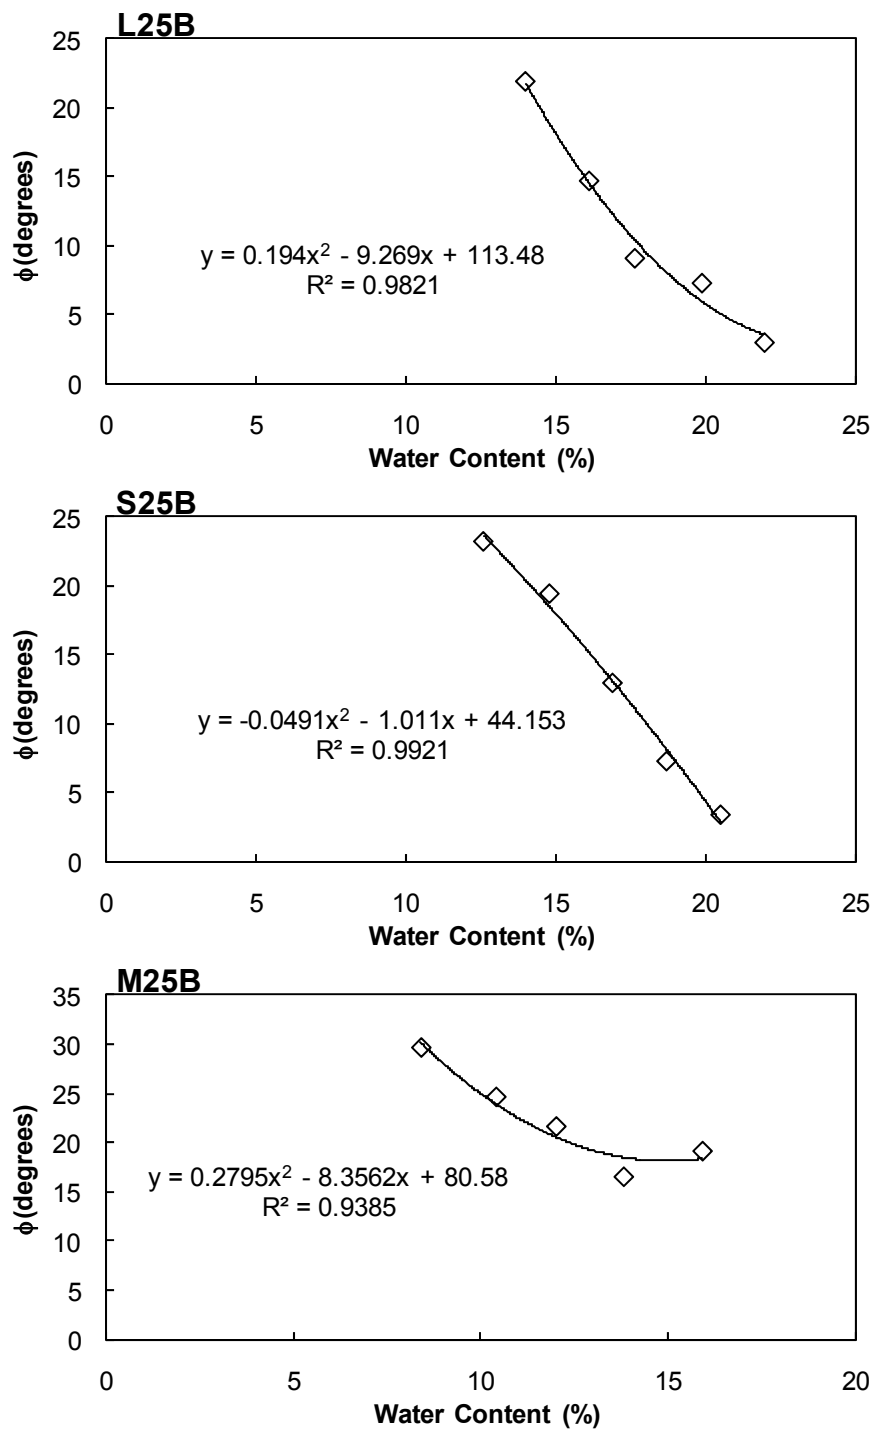 L25B
25
20
15
10
5
0
ϕ(degrees)
y = 0.194x² - 9.269x + 113.48
R² = 0.9821
0 5 10 15 20 25
Water Content (%)
S25B
25
20
15
10
5
0
ϕ(degrees)
y = -0.0491x² - 1.011x + 44.153
R² = 0.9921
0 5 10 15 20 25
Water Content (%)
M25B
35
30
25
20
15
10
5
0
ϕ(degrees)
y = 0.2795x² - 8.3562x + 80.58
R² = 0.9385
0 5 10 15 20
Water Content (%)